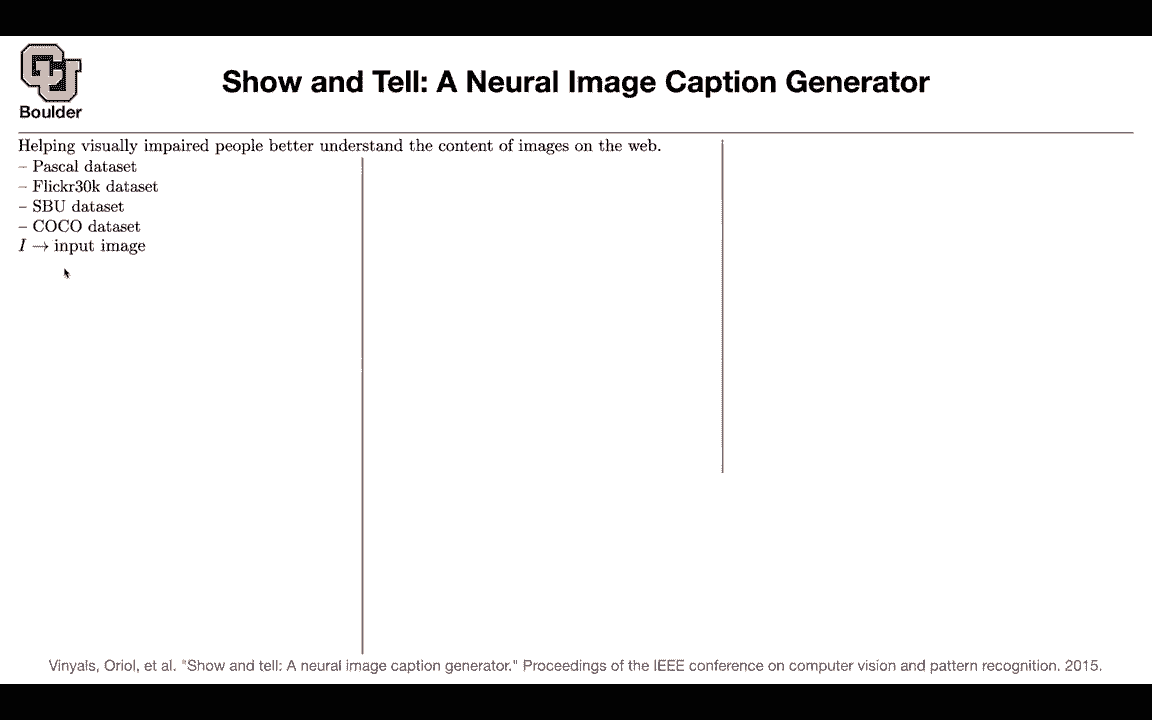 Boulder
Show and Tell: A Neural Image Caption Generator
Helping visually impaired people better understand the content of images on the web.
– Pascal dataset
– Flickr30k dataset
– SBU dataset
– COCO dataset
I → input image
Vinyals, Oriol, et al. "Show and tell: A neural image caption generator." Proceedings of the IEEE conference on computer vision and pattern recognition. 2015.